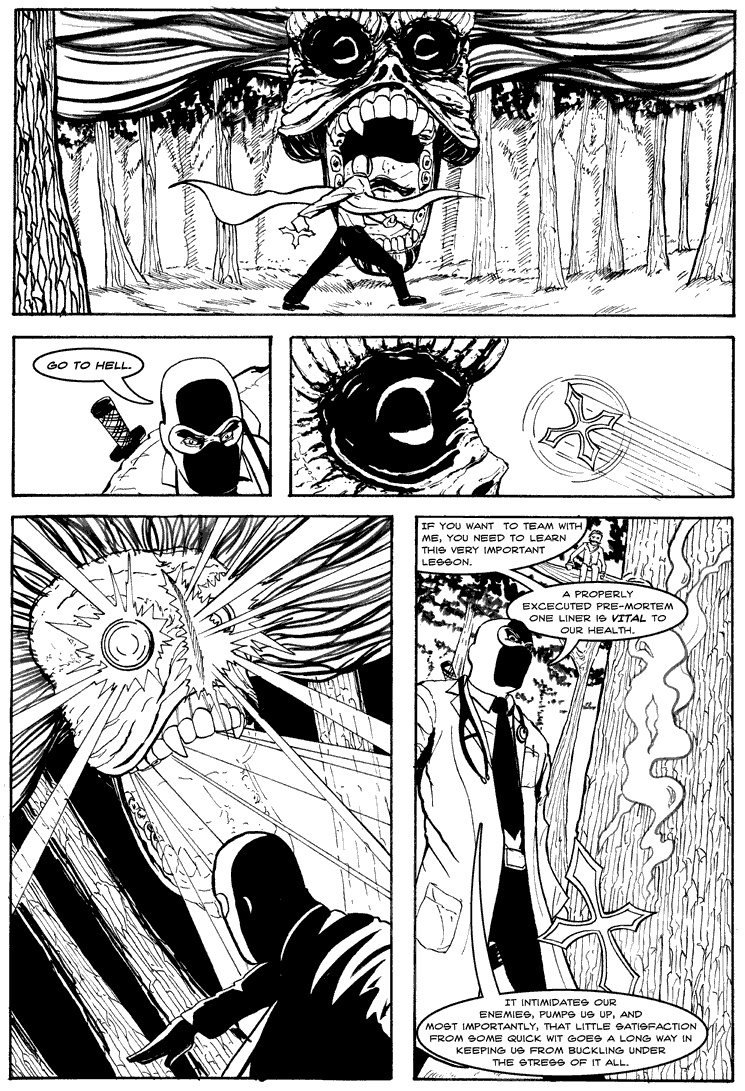 GO TO HELL.
IF YOU WANT TO TEAM WITH
ME, YOU NEED TO LEARN
THIS VERY IMPORTANT
LESSON.
A PROPERLY
EXCECUTED PRE-MORTEM
ONE LINER IS VITAL TO
OUR HEALTH.
IT INTIMIDATES OUR
ENEMIES, PUMPS US UP, AND
MOST IMPORTANTLY, THAT LITTLE SATISFACTION
FROM SOME QUICK WIT GOES A LONG WAY IN
KEEPING US FROM BUCKLING UNDER
THE STRESS OF IT ALL.